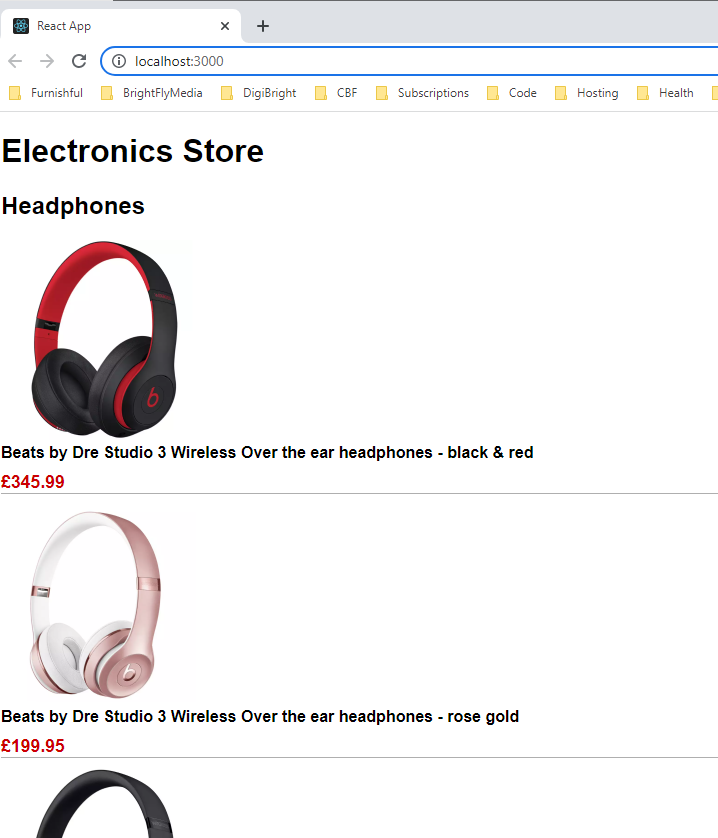 React App
localhost:3000
Furnishful BrightFlyMedia DigiBright CBF Subscriptions Code Hosting Health
Electronics Store
Headphones
b
Beats by Dre Studio 3 Wireless Over the ear headphones - black & red
£345.99
b
Beats by Dre Studio 3 Wireless Over the ear headphones - rose gold
£199.95